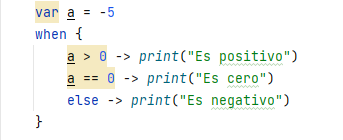 var a = -5
when {
a > 0 -> print("Es positivo")
a == 0 -> print("Es cero")
else -> print("Es negativo")
}